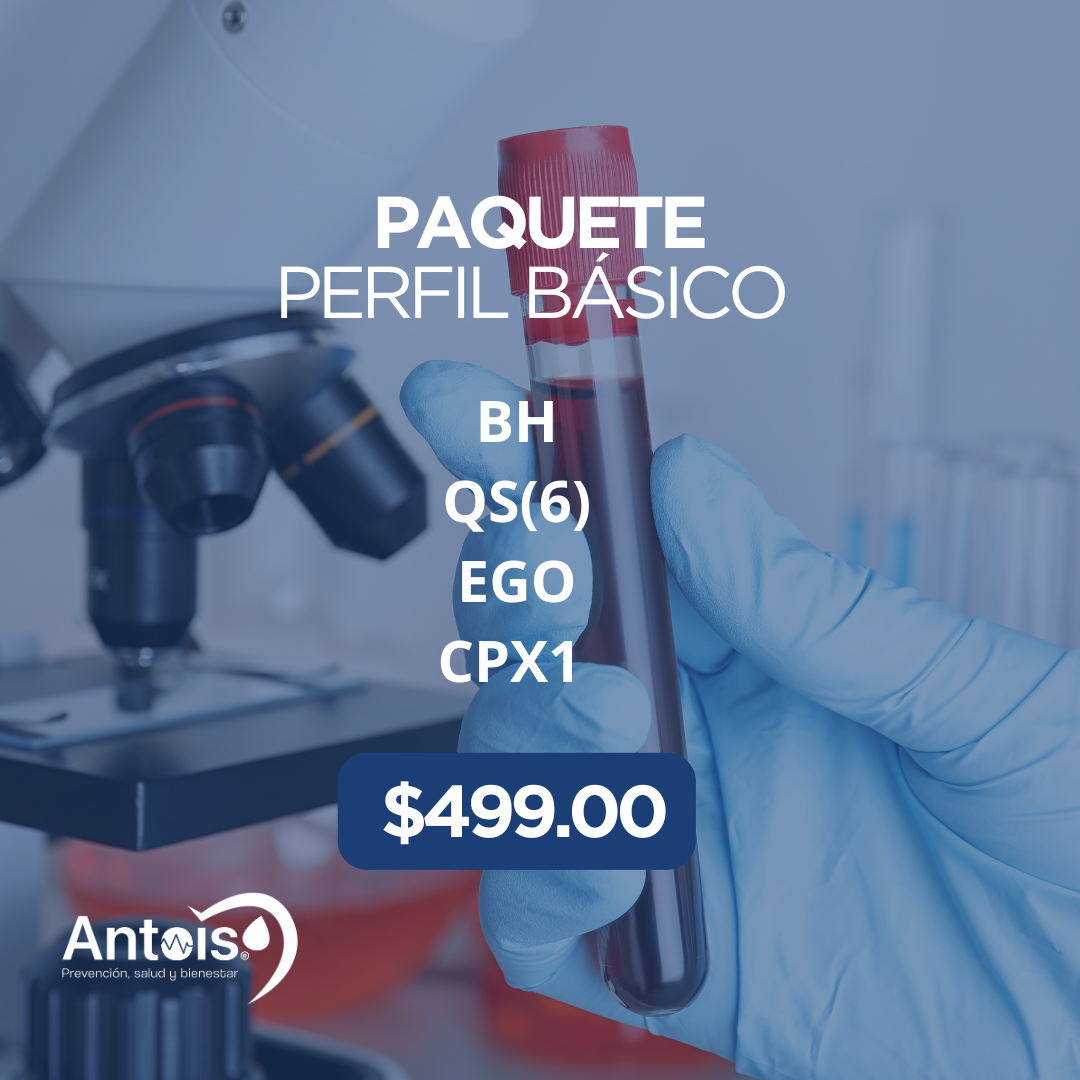 PAQUETE
PERFIL BÁSICO
BH
QS(6)
EGO
CPX1
$499.00
Antois®
Prevención, salud y bienestar